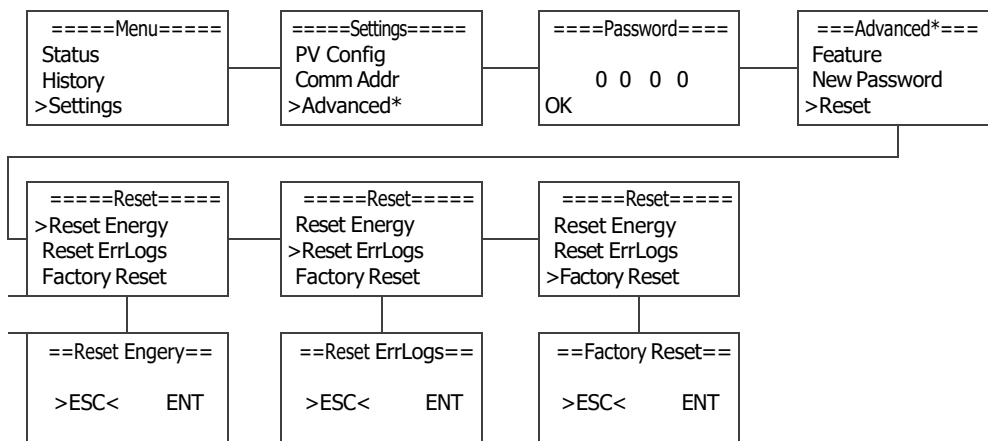 =====Menu=====
Status
History
>Settings
=====Settings=====
PV Config
Comm Addr
>Advanced*
====Password====
0 0 0 0
OK
===Advanced*===
Feature
New Password
>Reset
=====Reset=====
>Reset Energy
Reset ErrLogs
Factory Reset
=====Reset=====
Reset Energy
>Reset ErrLogs
Factory Reset
=====Reset=====
Reset Energy
Reset ErrLogs
>Factory Reset
==Reset Engery==
>ESC< ENT
==Reset ErrLogs==
>ESC< ENT
==Factory Reset==
>ESC< ENT